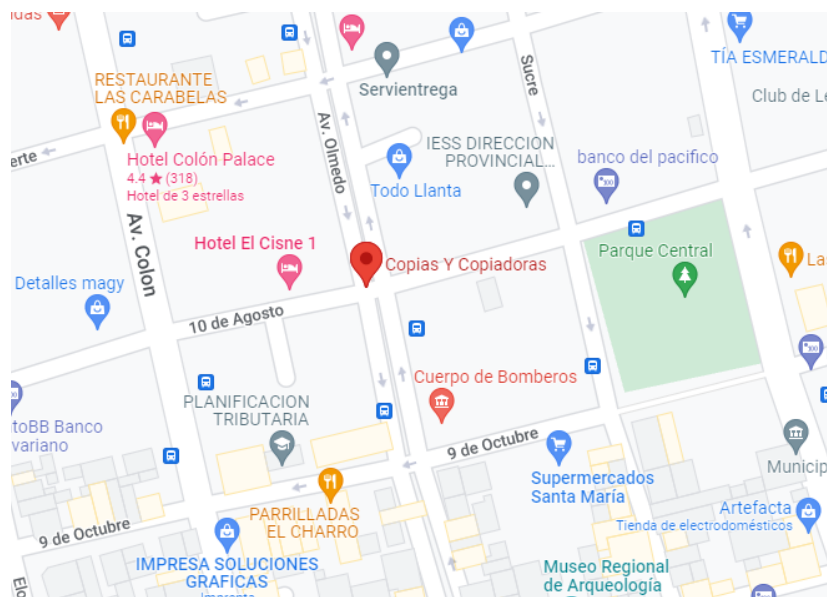 RESTAURANTE
LAS CARABELAS
Servientrega
Sucre
TÍA ESMERALD
Club de Le
Av. Olmedo
IESS DIRECCION
PROVINCIAL...
banco del pacifico
erte
Hotel Colón Palace
4.4 ★ (318)
Hotel de 3 estrellas
Todo Llanta
Av. Colon
Hotel El Cisne 1
Copias Y Copiadoras
Parque Central
Las
Detalles magy
10 de Agosto
Cuerpo de Bomberos
PLANIFICACION
TRIBUTARIA
utoBB Banco
ivariano
9 de Octubre
Supermercados
Santa María
Municip
PARRILLADAS
EL CHARRO
9 de Octubre
Artefacta
Tienda de electrodomésticos
IMPRESA SOLUCIONES
GRAFICAS
Imprenta
Museo Regional
de Arqueología